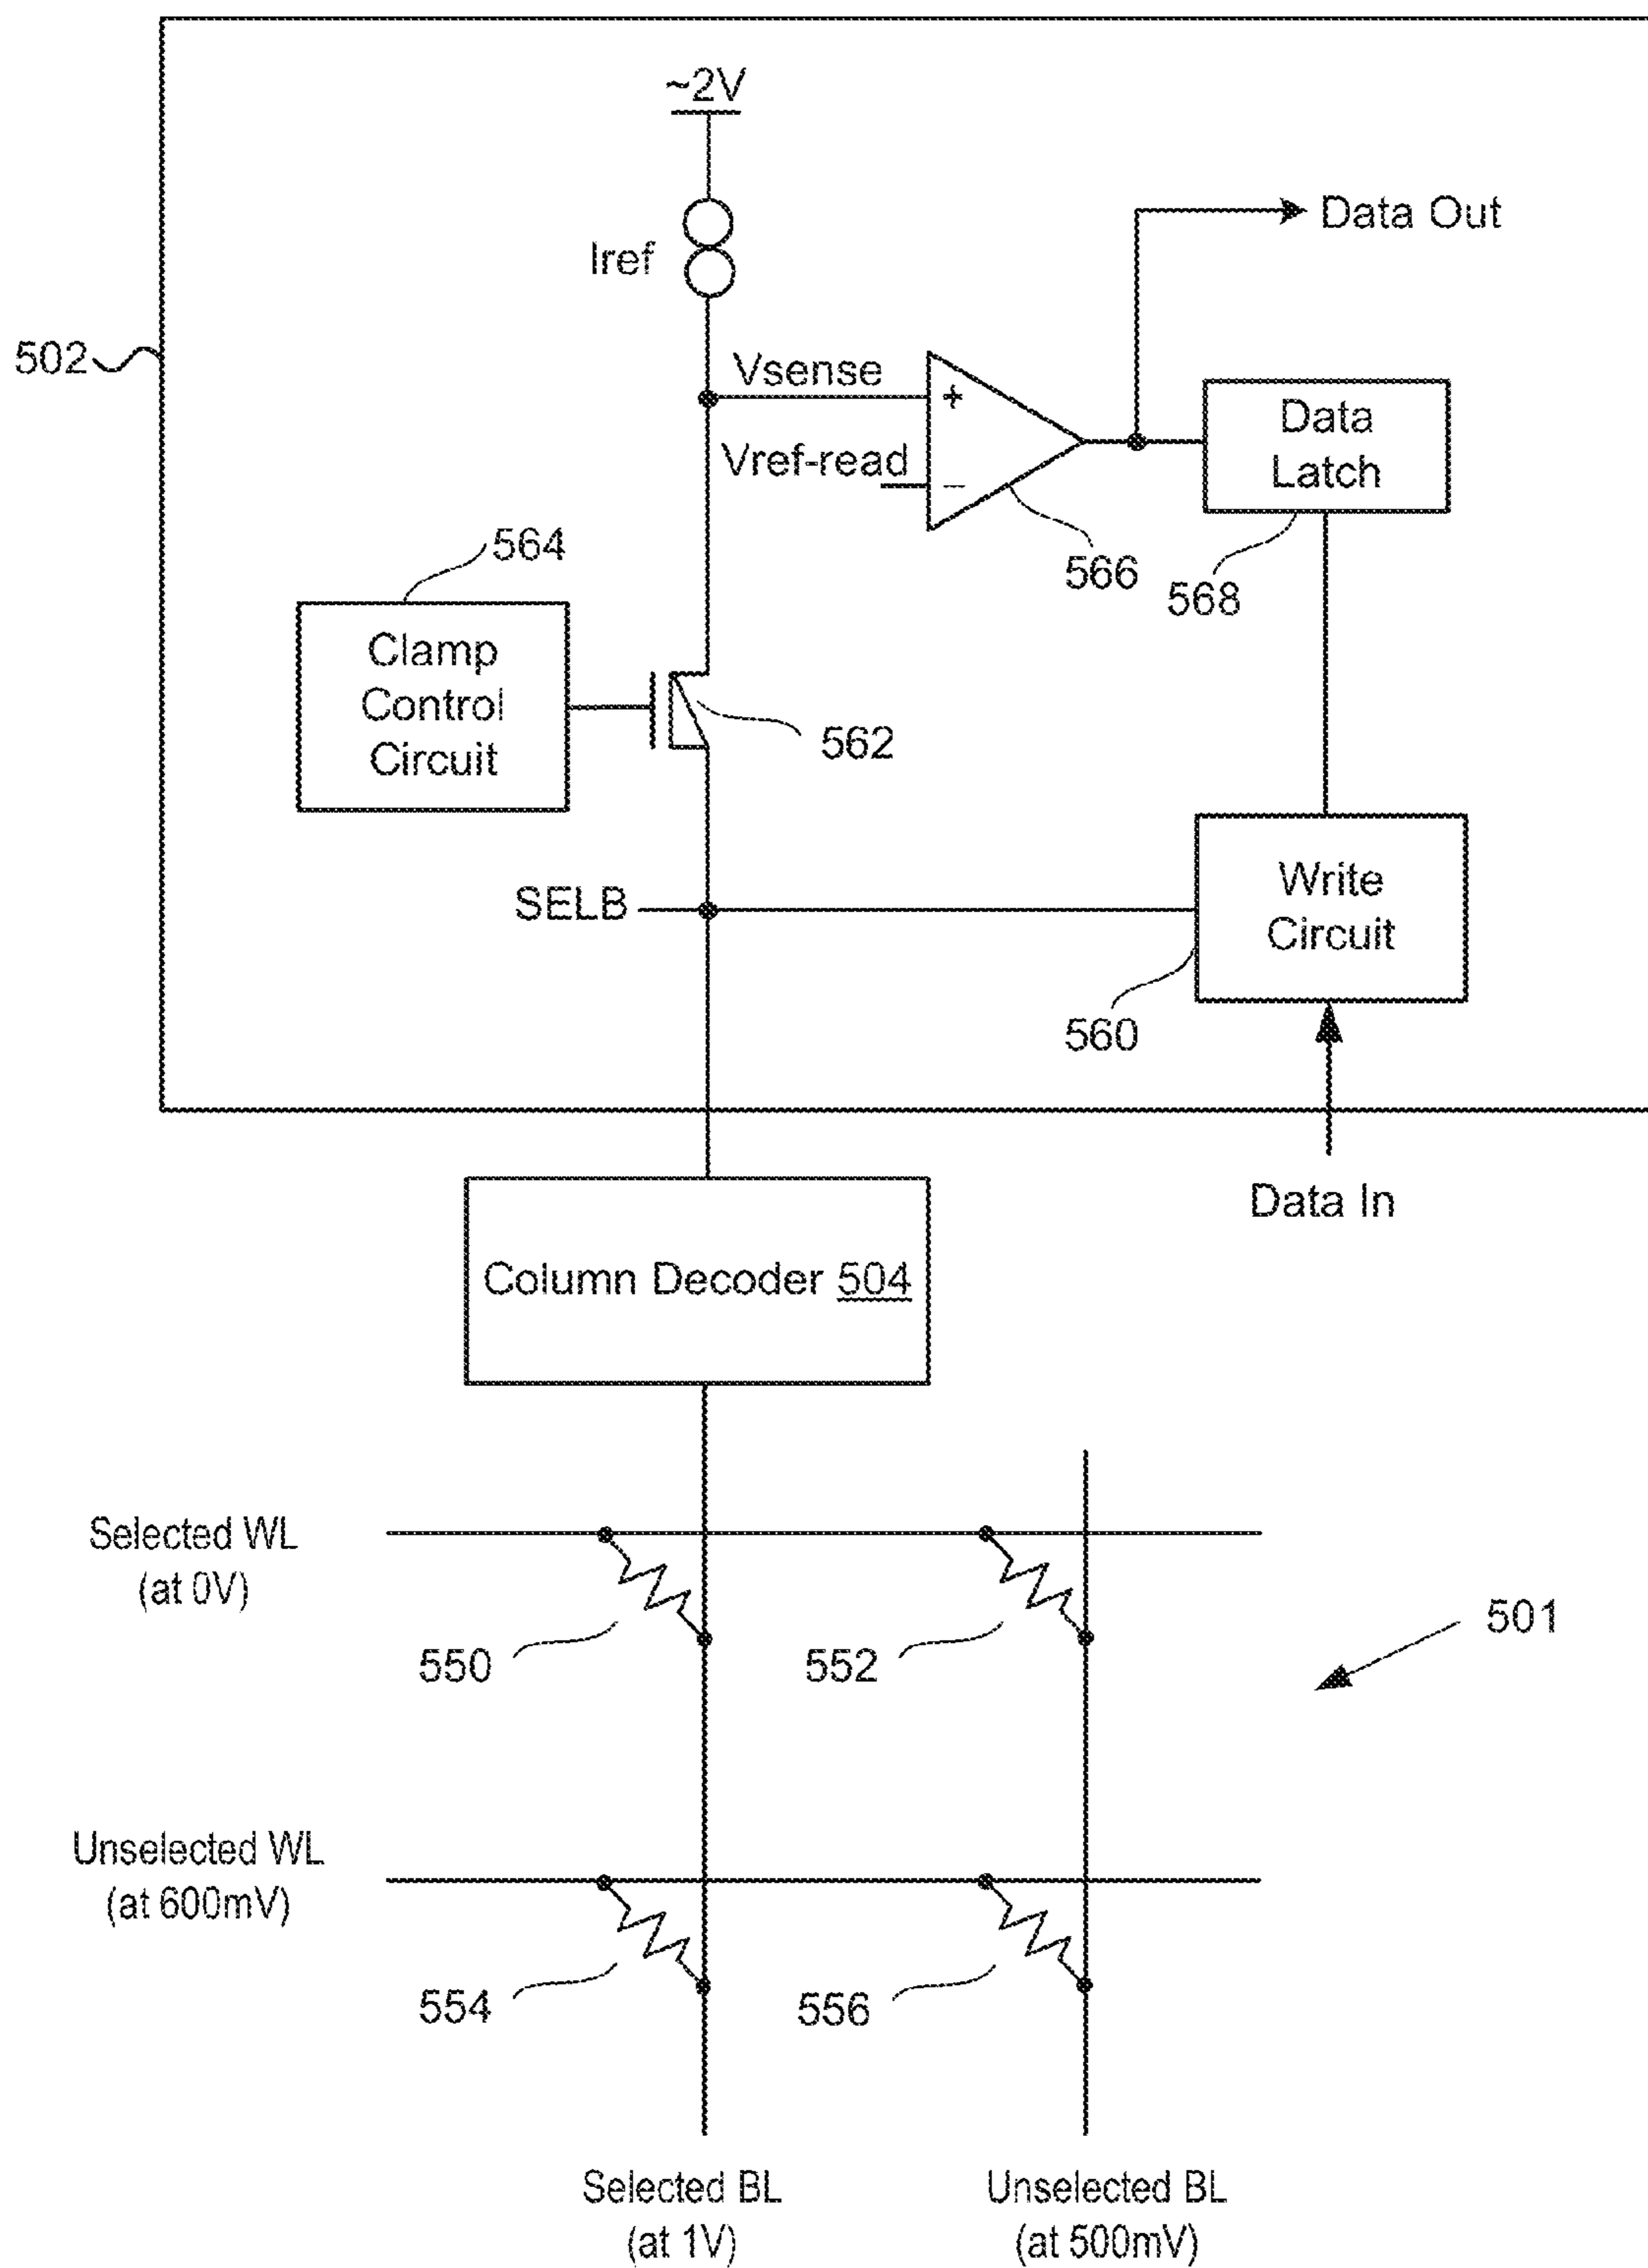 ~2V
Iref
Data Out
502
Vsense
+
Vref-read
−
Data
Latch
566
568
564
Clamp
Control
Circuit
562
SELB
Write
Circuit
560
Data In
Column Decoder 504
Selected WL
(at 0V)
550
552
501
Unselected WL
(at 600mV)
554
556
Selected BL
(at 1V)
Unselected BL
(at 500mV)